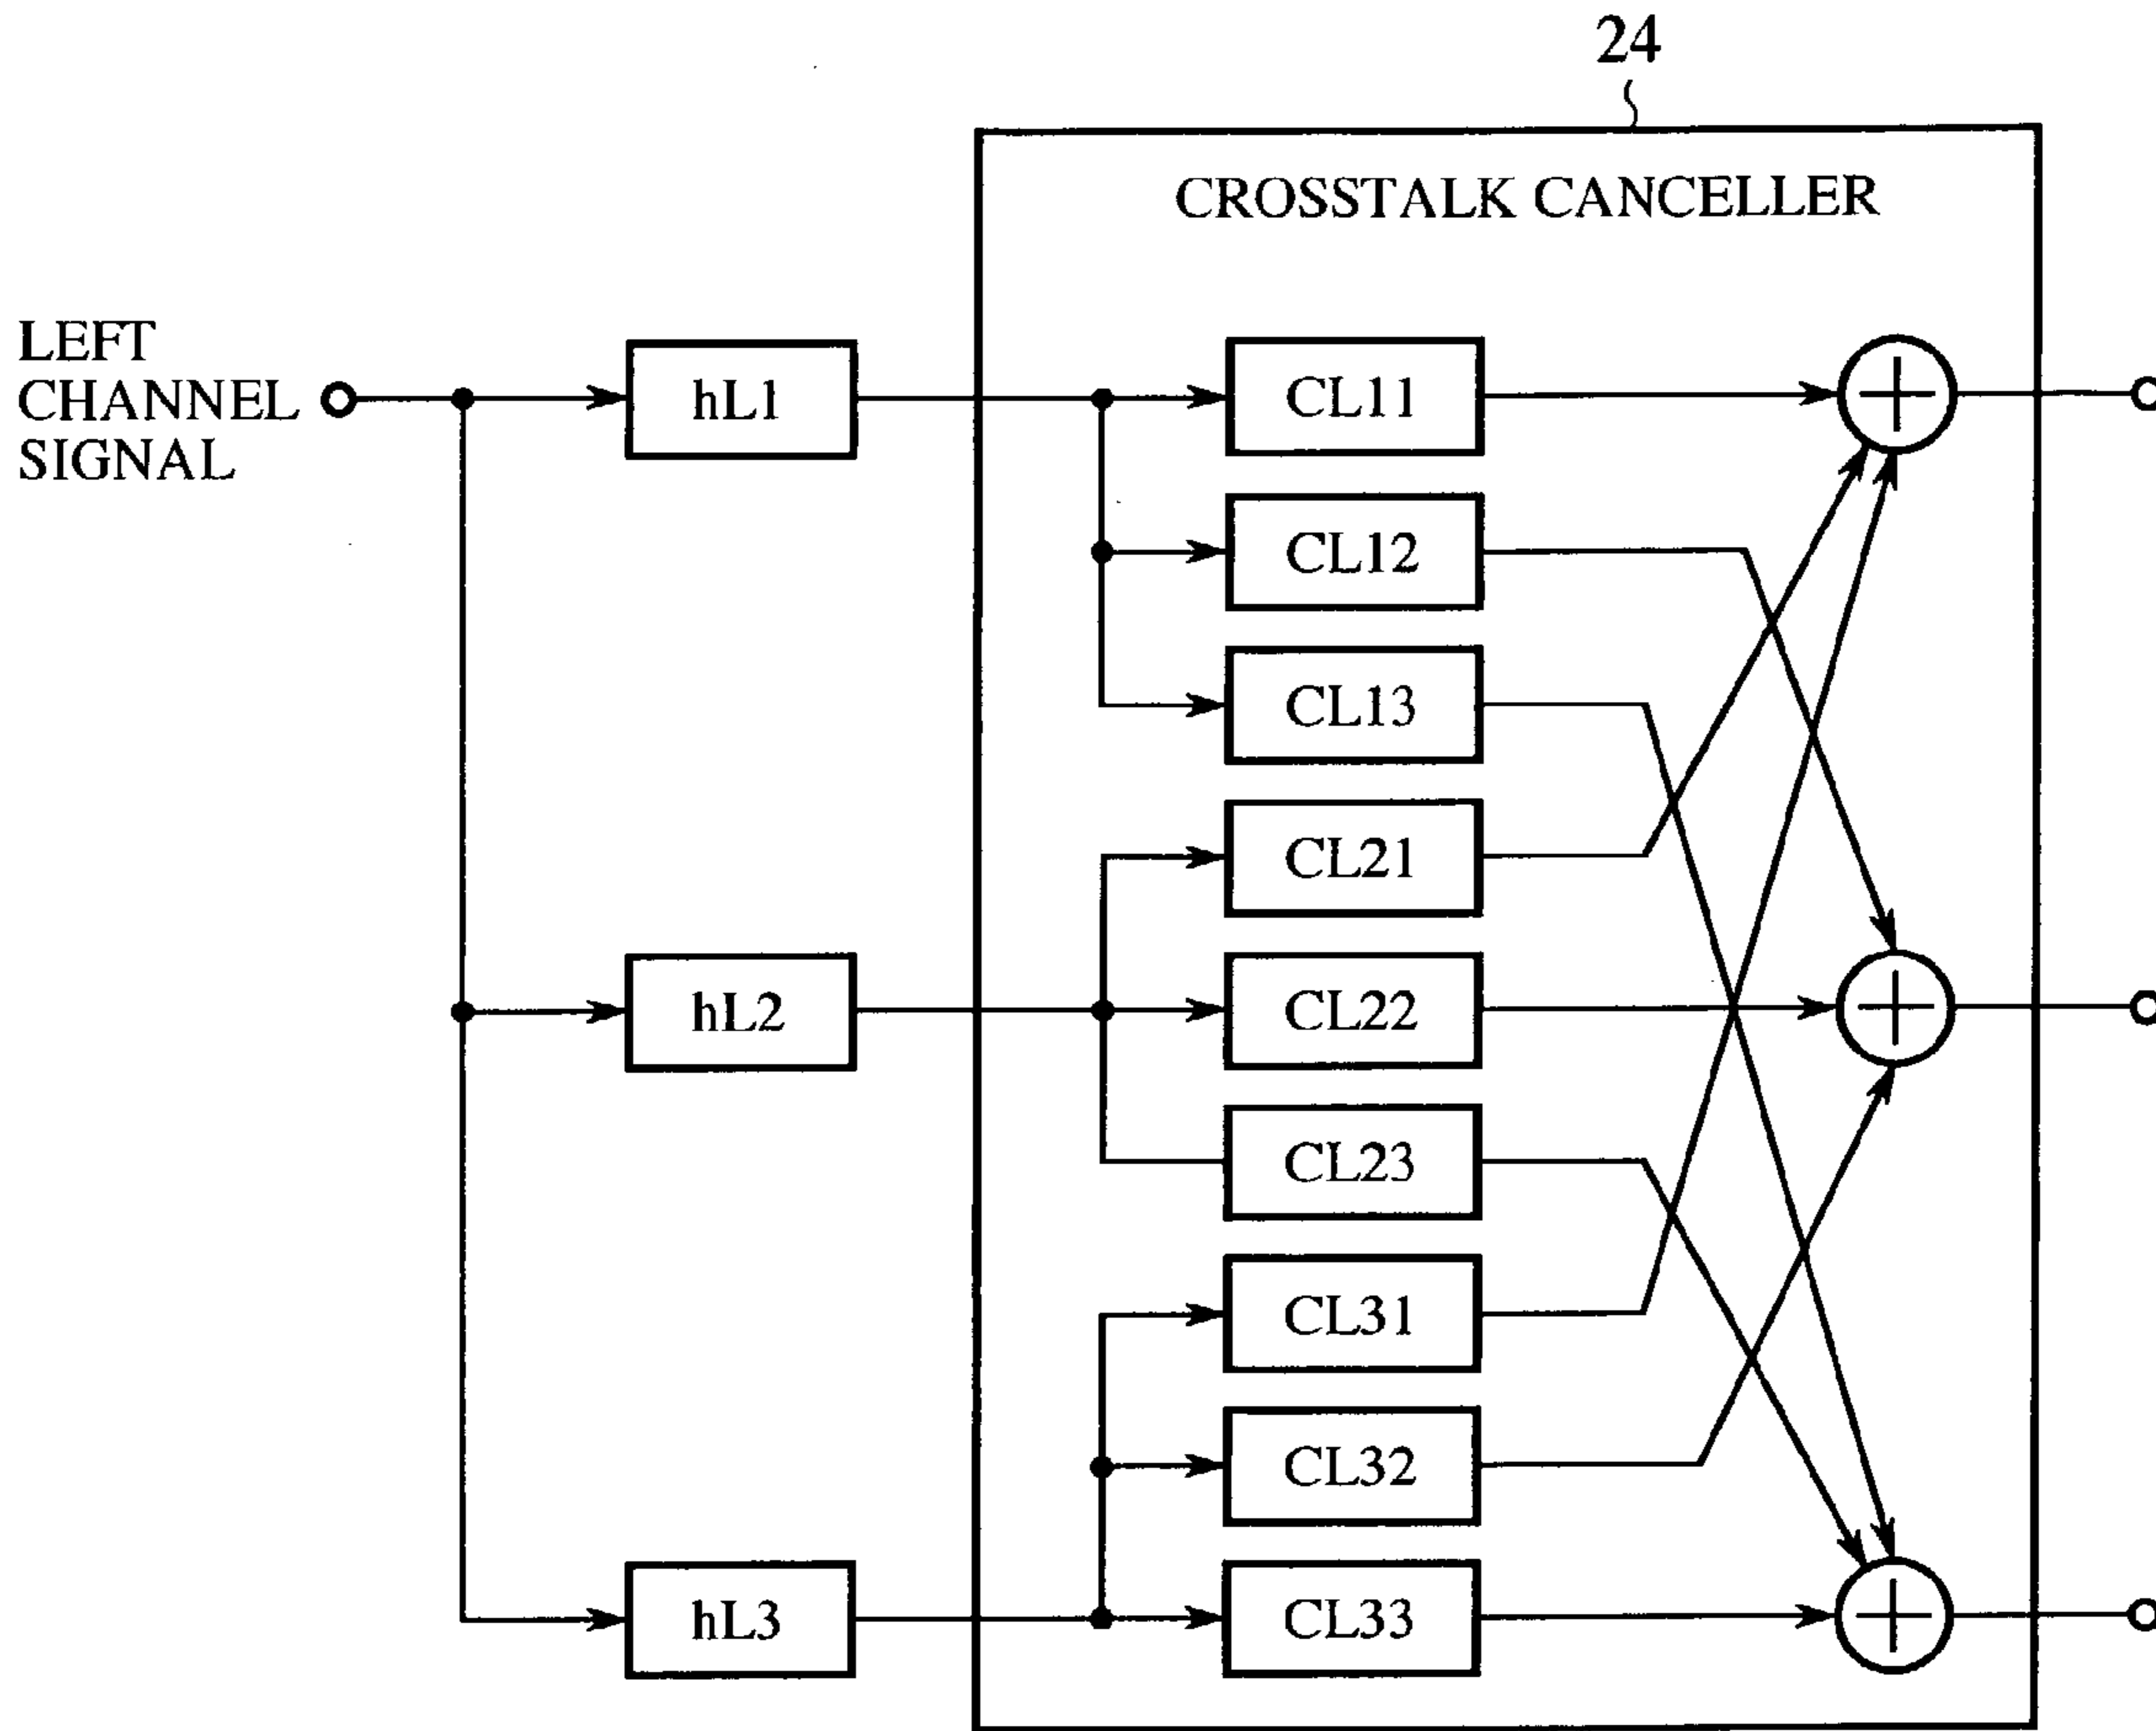 24
CROSSTALK CANCELLER
LEFT
CHANNEL
SIGNAL
hL1
CL11
CL12
CL13
CL21
hL2
CL22
CL23
CL31
CL32
hL3
CL33